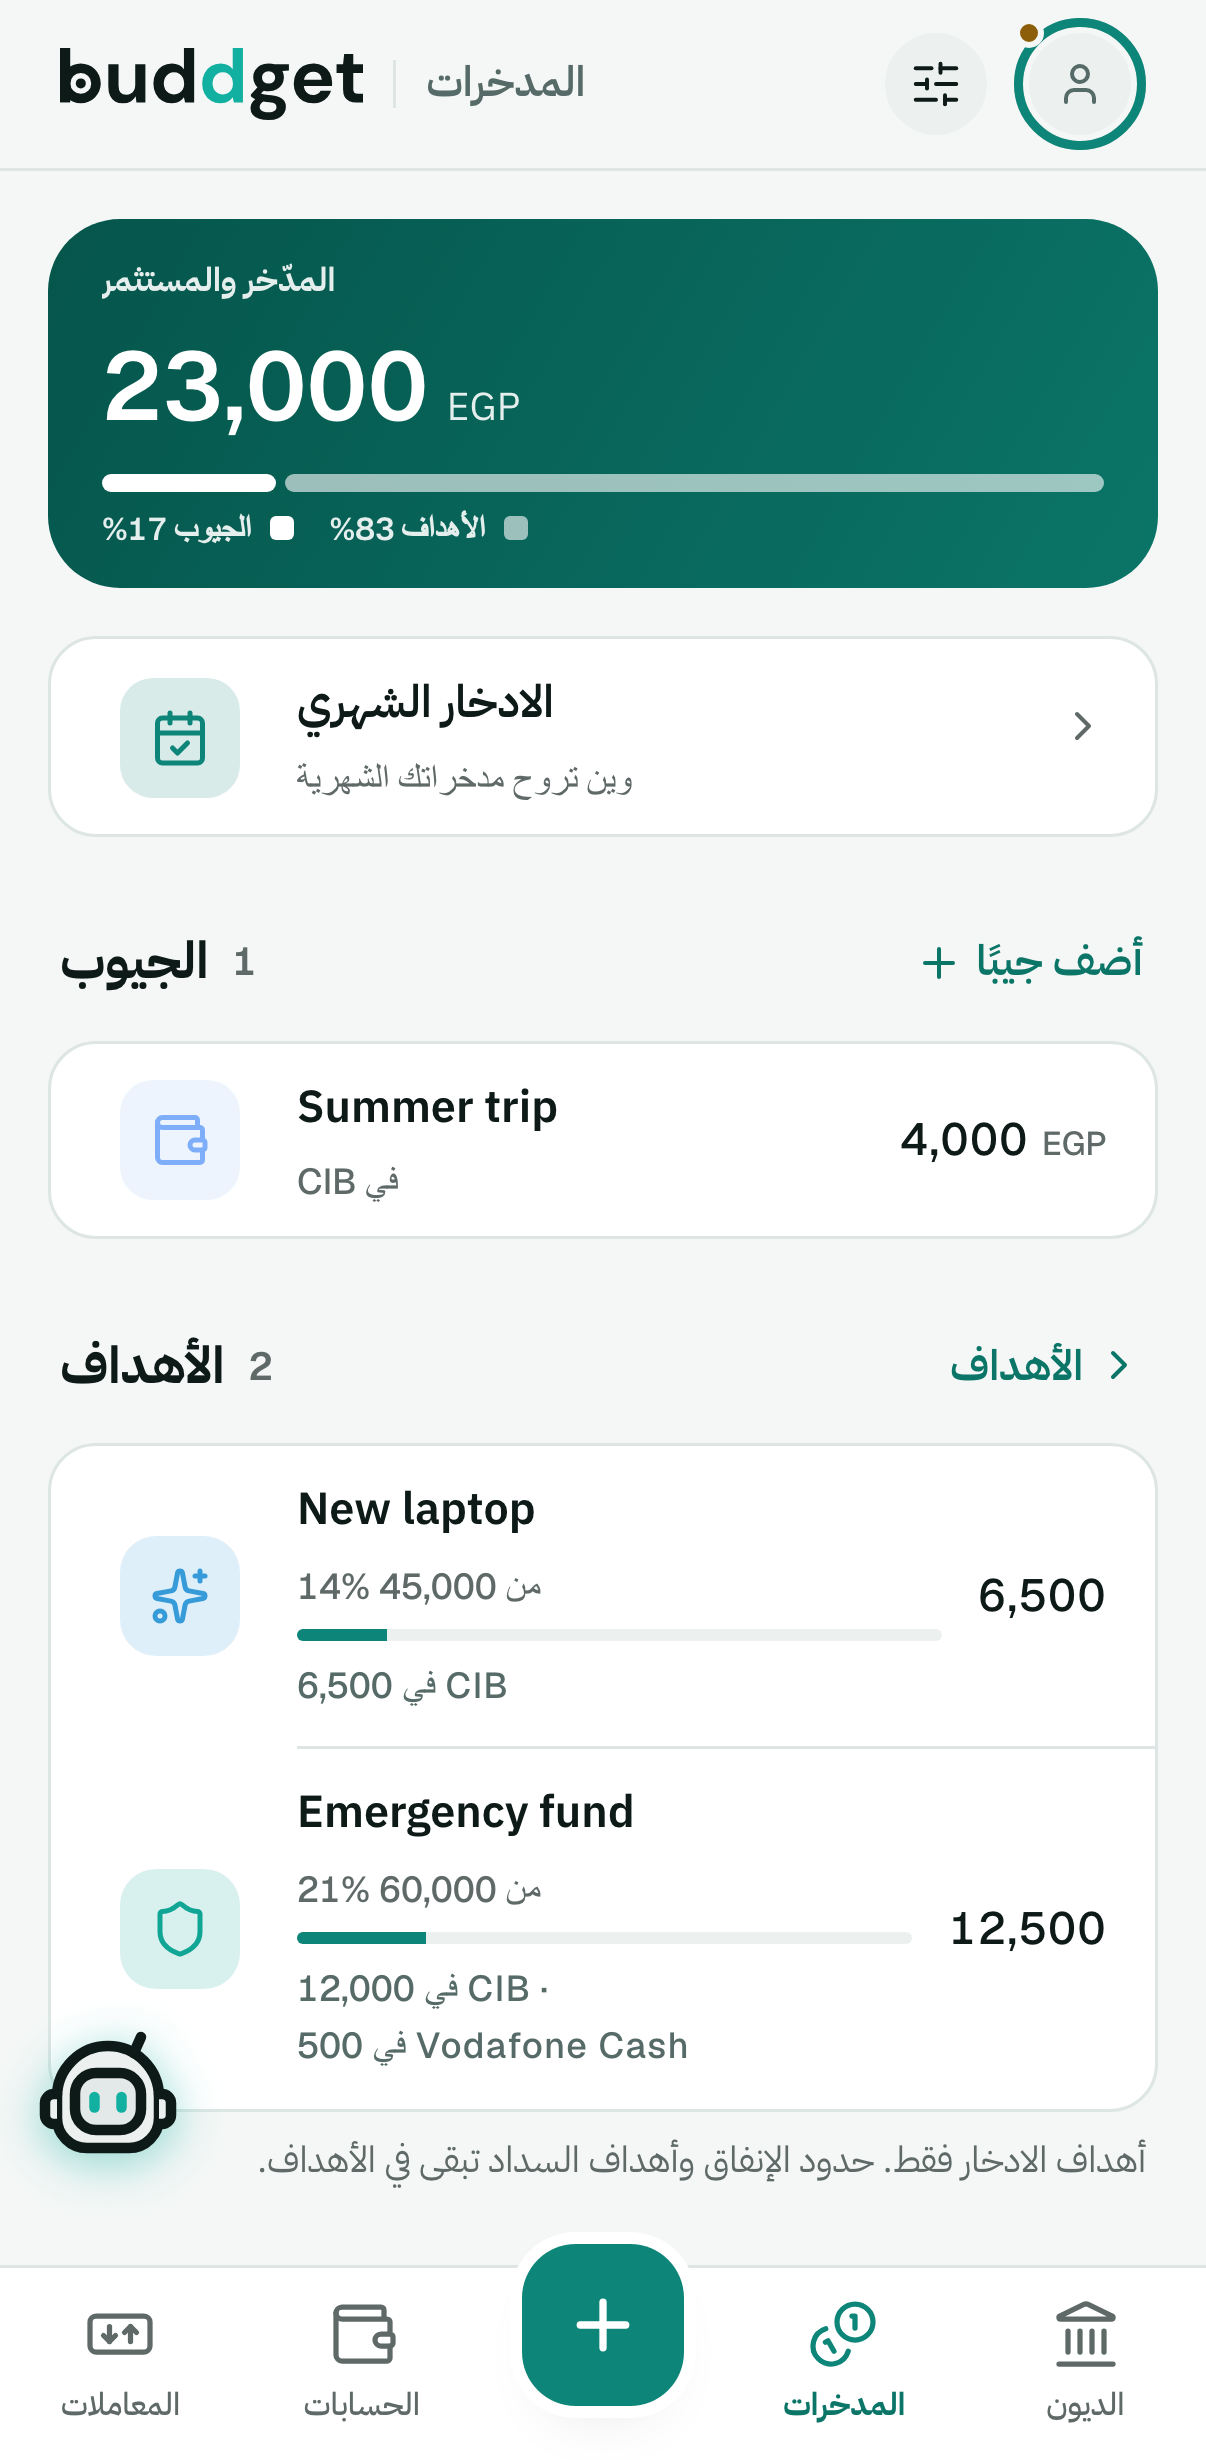 buddget
المدخرات
المدّخر والمستثمر
23,000 EGP
الجيوب 17%
الأهداف 83%
الادخار الشهري
وين تروح مدخراتك الشهرية
الجيوب 1
أضف جيبًا
Summer trip
في CIB
4,000 EGP
الأهداف 2
الأهداف
New laptop
14% من 45,000
6,500
6,500 في CIB
Emergency fund
21% من 60,000
12,500
12,000 في CIB ·
500 في Vodafone Cash
أهداف الادخار فقط. حدود الإنفاق وأهداف السداد تبقى في الأهداف.
المعاملات
الحسابات
المدخرات
الديون